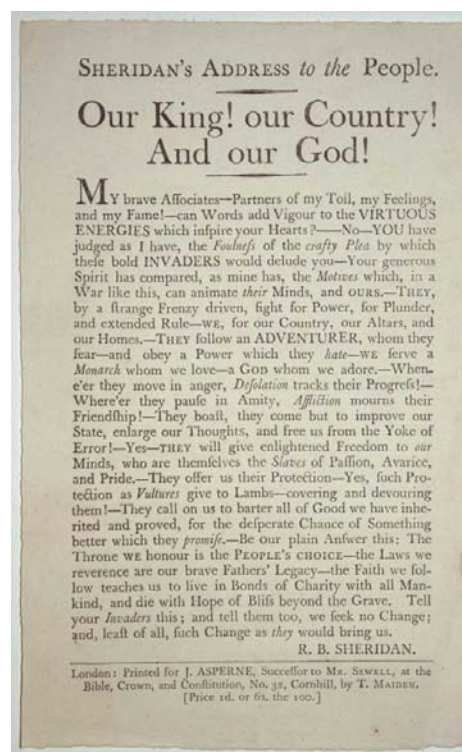 SHERIDAN'S ADDRESS to the People.
Our King! our Country!
And our God!
MY brave Aſſociates—Partners of my Toil, my Feelings,
and my Fame!—can Words add Vigour to the VIRTUOUS
ENERGIES which inſpire your Hearts?——No—YOU have
judged as I have, the Foulneſs of the crafty Plea by which
theſe bold INVADERS would delude you—Your generous
Spirit has compared, as mine has, the Motives which, in a
War like this, can animate their Minds, and OURS.—THEY,
by a ſtrange Frenzy driven, fight for Power, for Plunder,
and extended Rule—WE, for our Country, our Altars, and
our Homes.—THEY follow an ADVENTURER, whom they
fear—and obey a Power which they hate—WE ſerve a
Monarch whom we love—a GOD whom we adore.—When-
e'er they move in anger, Deſolation tracks their Progreſs!—
Where'er they pauſe in Amity, Affliction mourns their
Friendſhip!—They boaſt, they come but to improve our
State, enlarge our Thoughts, and free us from the Yoke of
Error!—Yes—THEY will give enlightened Freedom to our
Minds, who are themſelves the Slaves of Paſſion, Avarice,
and Pride.—They offer us their Protection—Yes, ſuch Pro-
tection as Vultures give to Lambs—covering and devouring
them!—They call on us to barter all of Good we have inhe-
rited and proved, for the deſperate Chance of Something
better which they promiſe.—Be our plain Anſwer this: The
Throne WE honour is the PEOPLE'S CHOICE—the Laws we
reverence are our brave Fathers' Legacy—the Faith we fol-
low teaches us to live in Bonds of Charity with all Man-
kind, and die with Hope of Bliſs beyond the Grave. Tell
your Invaders this; and tell them too, we ſeek no Change;
and, leaſt of all, ſuch Change as they would bring us.
R. B. SHERIDAN.
London: Printed for J. ASPERNE, Succeſſor to MR. SEWELL, at the
Bible, Crown, and Conſtitution, No. 32, Cornhill, by T. MAIDEN.
[Price 1d. or 6s. the 100.]